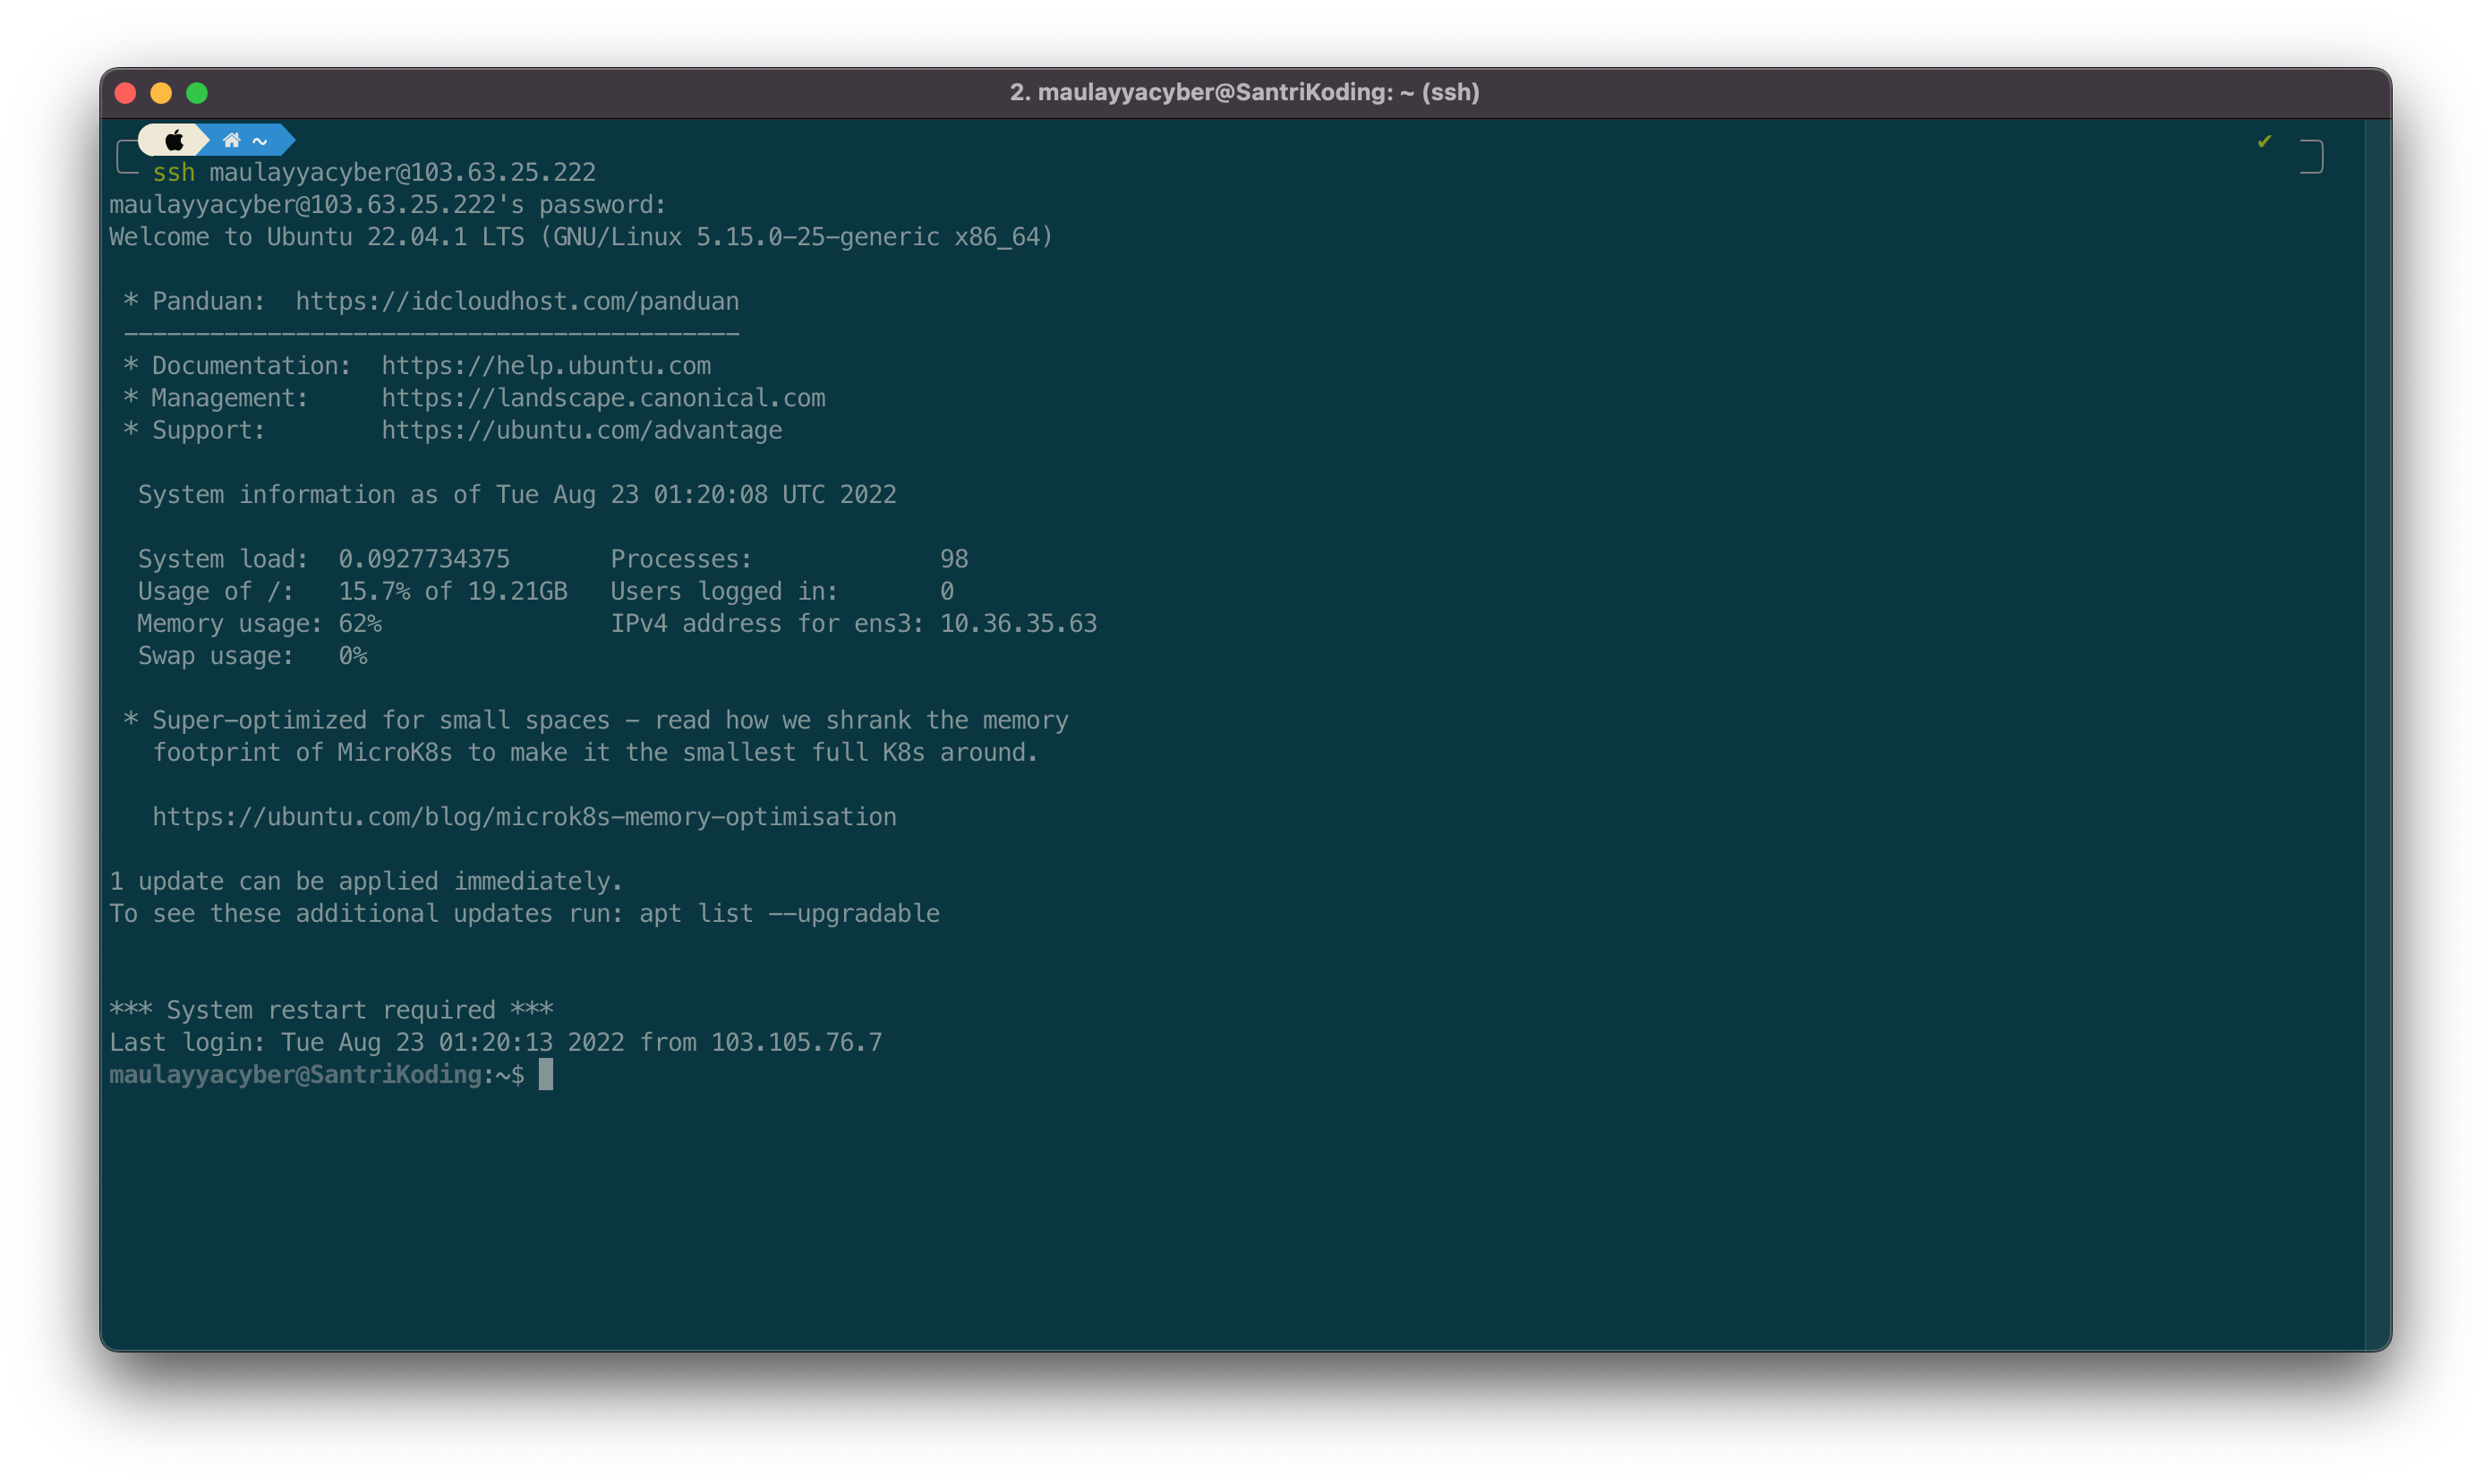 2. maulayyacyber@SantriKoding: ~ (ssh)
~ ✔
ssh maulayyacyber@103.63.25.222
maulayyacyber@103.63.25.222's password:
Welcome to Ubuntu 22.04.1 LTS (GNU/Linux 5.15.0-25-generic x86_64)

 * Panduan:  https://idcloudhost.com/panduan
 -------------------------------------------
 * Documentation:  https://help.ubuntu.com
 * Management:     https://landscape.canonical.com
 * Support:        https://ubuntu.com/advantage

  System information as of Tue Aug 23 01:20:08 UTC 2022

  System load:  0.0927734375       Processes:             98
  Usage of /:   15.7% of 19.21GB   Users logged in:       0
  Memory usage: 62%                IPv4 address for ens3: 10.36.35.63
  Swap usage:   0%

 * Super-optimized for small spaces - read how we shrank the memory
   footprint of MicroK8s to make it the smallest full K8s around.

   https://ubuntu.com/blog/microk8s-memory-optimisation

1 update can be applied immediately.
To see these additional updates run: apt list --upgradable

*** System restart required ***
Last login: Tue Aug 23 01:20:13 2022 from 103.105.76.7
maulayyacyber@SantriKoding:~$